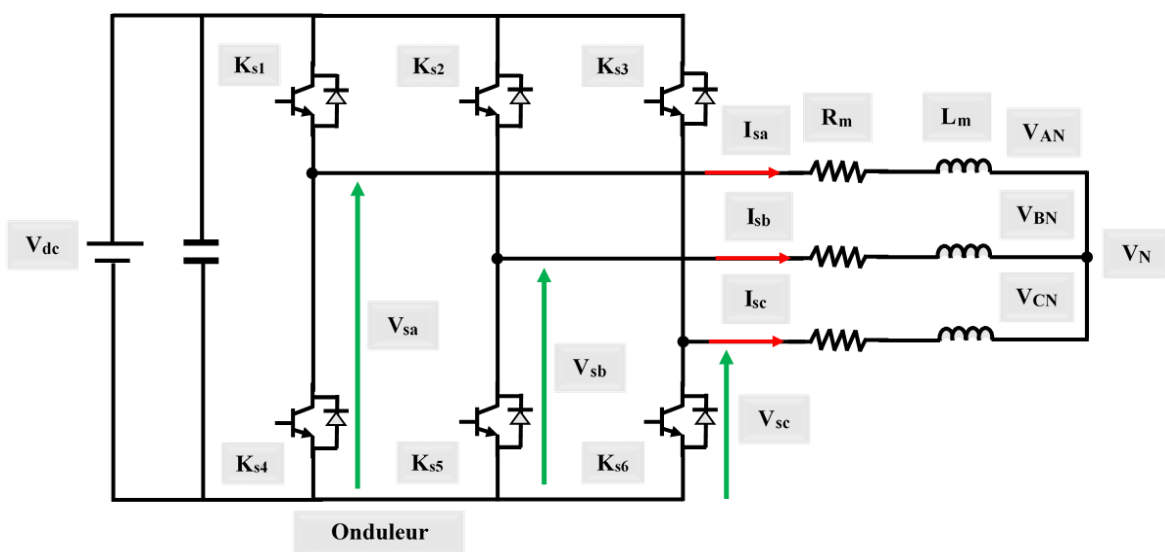 Ks1
Ks2
Ks3
Isa
Rm
Lm
VAN
Isb
VBN
Vdc
VN
Isc
VCN
Vsa
Vsb
Vsc
Ks4
Ks5
Ks6
Onduleur